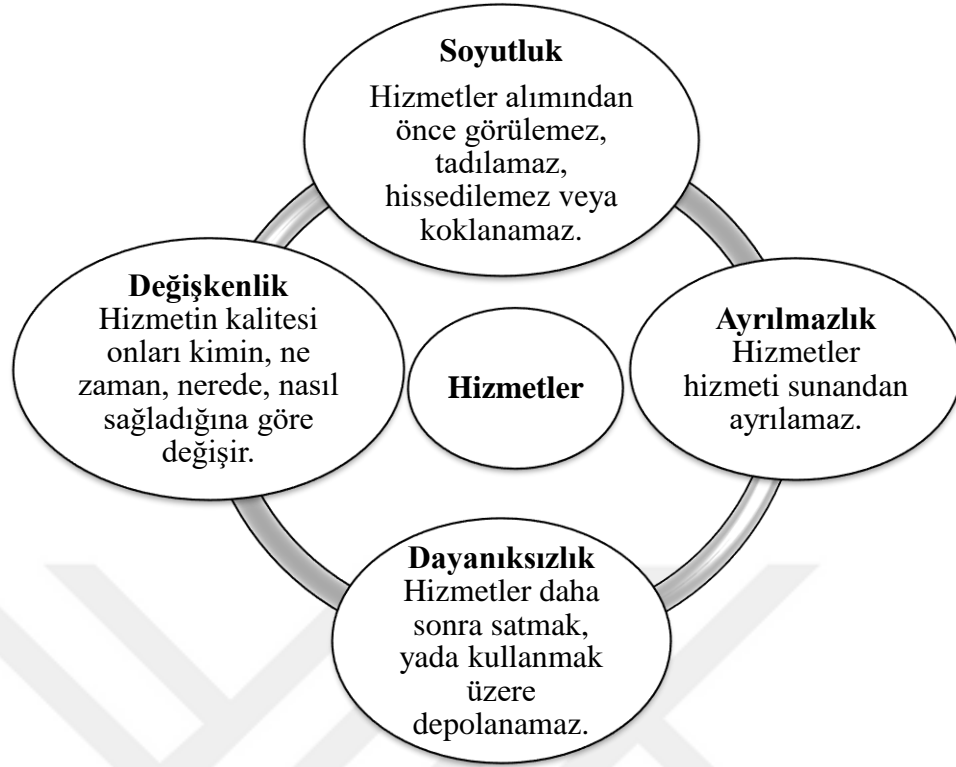 Soyutluk
Hizmetler alımından
önce görülemez,
tadılamaz,
hissedilemez veya
koklanamaz.
Değişkenlik
Hizmetin kalitesi
onları kimin, ne
zaman, nerede, nasıl
sağladığına göre
değişir.
Hizmetler
Ayrılmazlık
Hizmetler
hizmeti sunandan
ayrılamaz.
Dayanıksızlık
Hizmetler daha
sonra satmak,
yada kullanmak
üzere
depolanamaz.